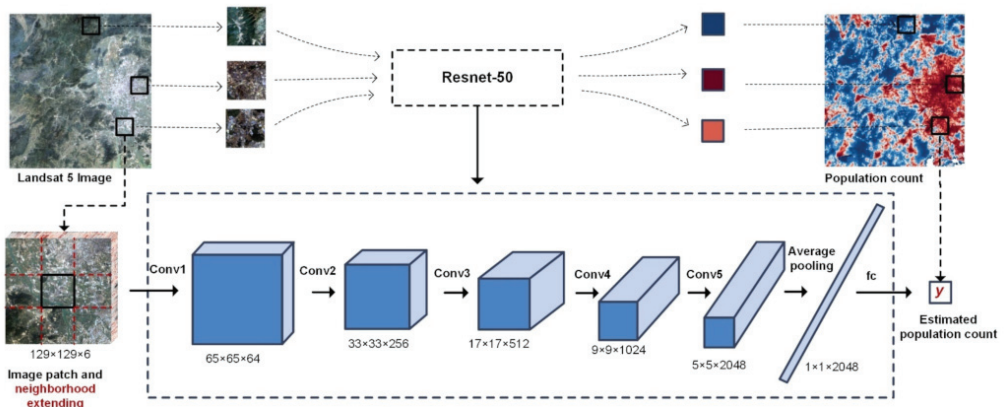 Resnet-50
Landsat 5 Image
Population count
Conv1
Conv2
Conv3
Conv4
Conv5
Average
pooling
fc
y
65×65×64
33×33×256
17×17×512
9×9×1024
5×5×2048
1×1×2048
Estimated
population count
129×129×6
Image patch and
neighborhood
extending